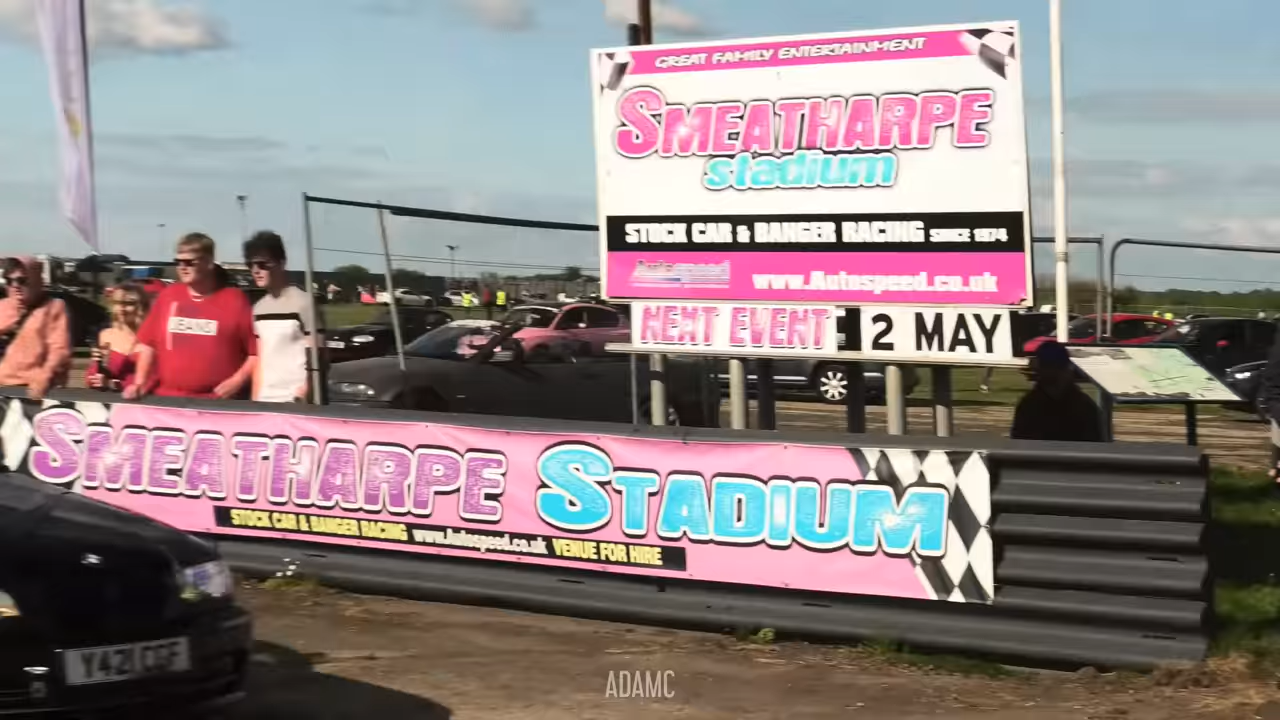 GREAT FAMILY ENTERTAINMENT
SMEATHARPE
stadium
STOCK CAR & BANGER RACING SINCE 1974
Autospeed www.Autospeed.co.uk
NEXT EVENT 2 MAY
JEANS
SMEATHARPE STADIUM
STOCK CAR & BANGER RACING www.Autospeed.co.uk VENUE FOR HIRE
ADAMC